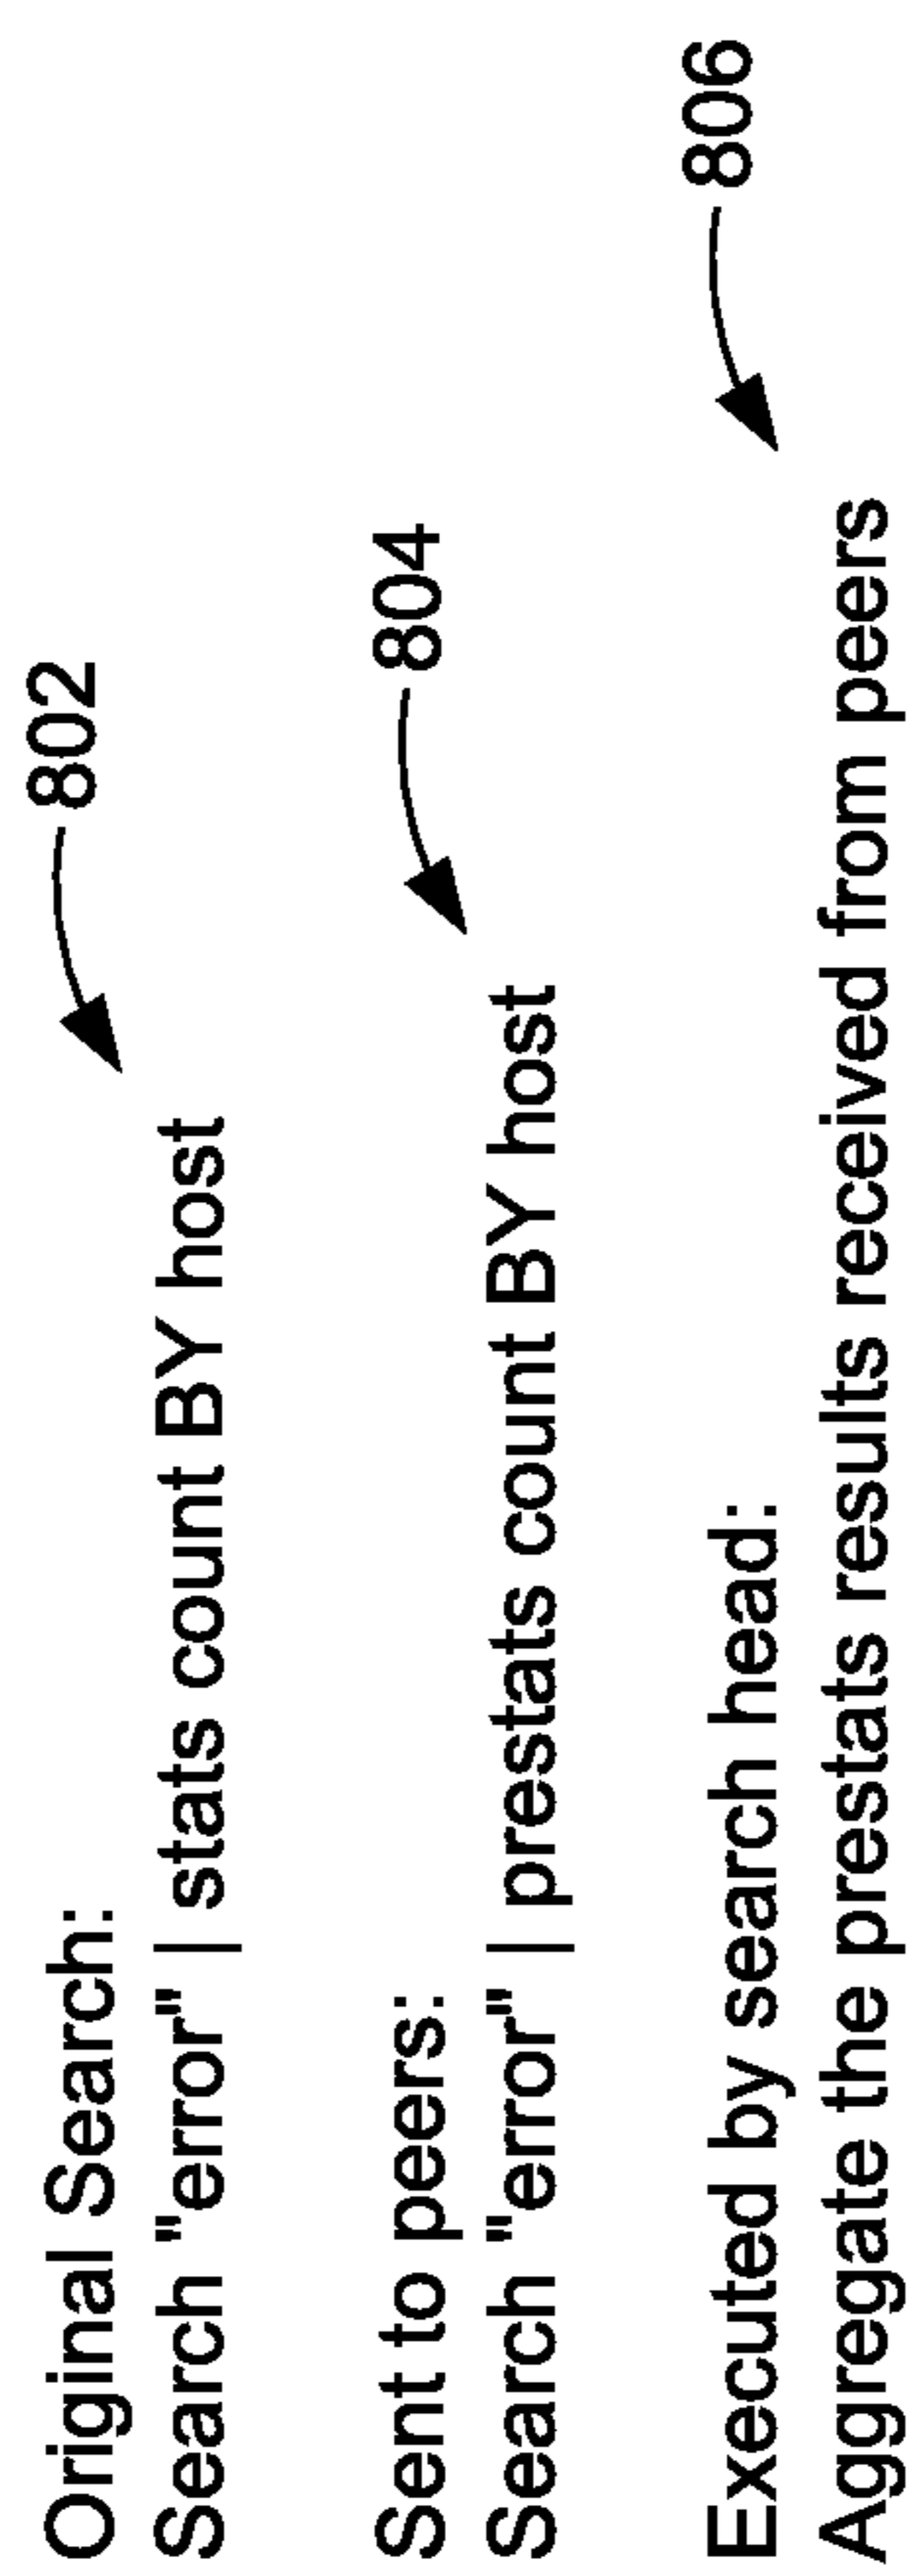 Original Search: 802
Search "error" | stats count BY host
Sent to peers: 804
Search "error" | prestats count BY host
Executed by search head: 806
Aggregate the prestats results received from peers